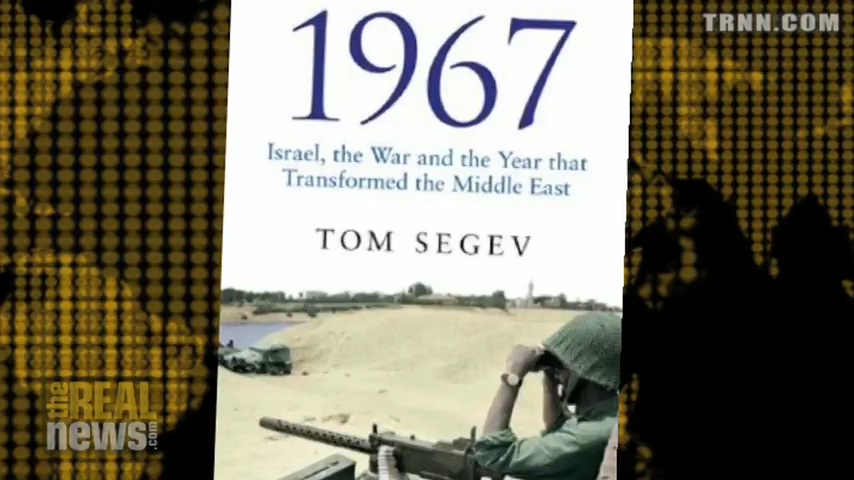 TRNN.COM
1967
Israel, the War and the Year that
Transformed the Middle East
TOM SEGEV
the REAL
news.com